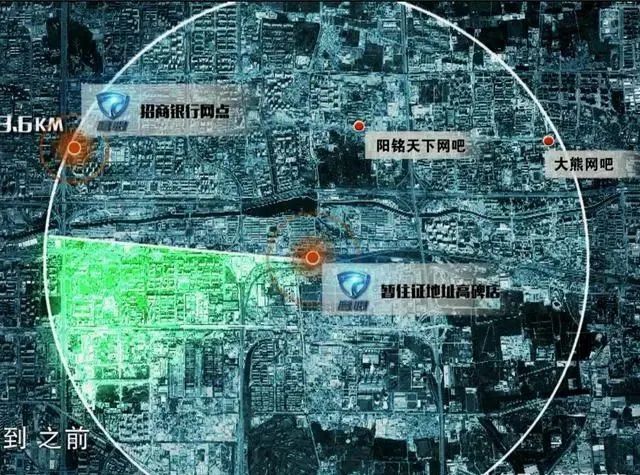 招商银行网点
3.6KM
阳铭天下网吧
大熊网吧
暂住证地址高碑店
到 之前